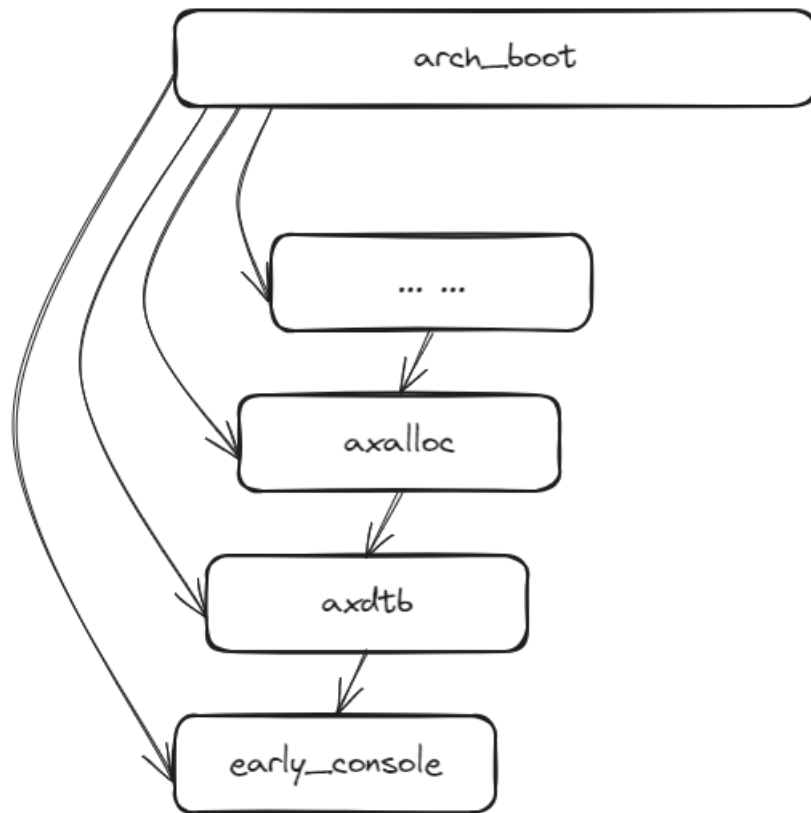 arch_boot
... ...
axalloc
axdtb
early_console